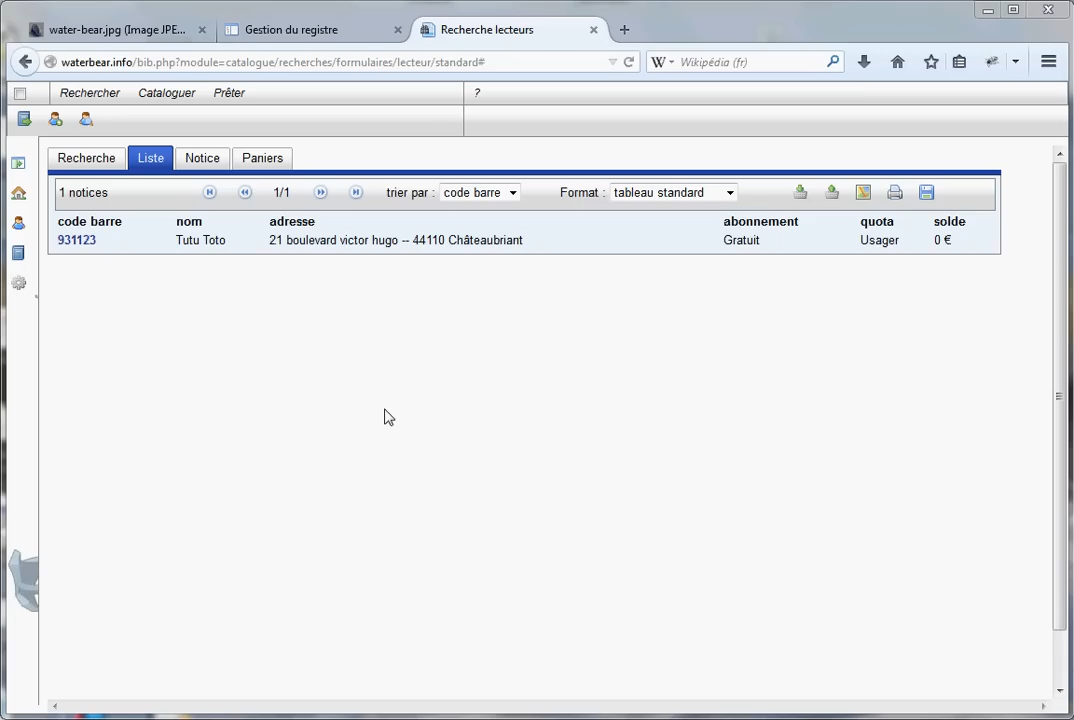 water-bear.jpg (Image JPE...
Gestion du registre
Recherche lecteurs
waterbear.info/bib.php?module=catalogue/recherches/formulaires/lecteur/standard#
W Wikipédia (fr)
Rechercher Cataloguer Prêter ?
Recherche Liste Notice Paniers
1 notices 1/1 trier par : code barre Format : tableau standard
code barre nom adresse abonnement quota solde
931123 Tutu Toto 21 boulevard victor hugo -- 44110 Châteaubriant Gratuit Usager 0 €